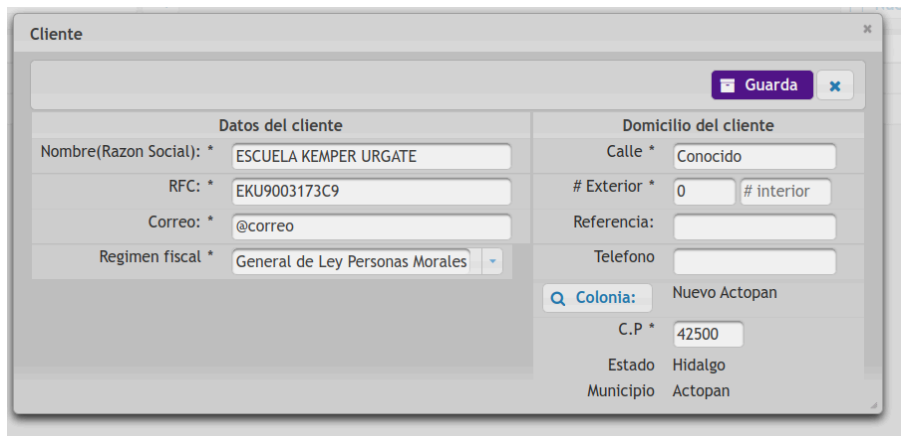 Cliente
Guarda
Datos del cliente
Nombre(Razon Social): * ESCUELA KEMPER URGATE
RFC: * EKU9003173C9
Correo: * @correo
Regimen fiscal * General de Ley Personas Morales
Domicilio del cliente
Calle * Conocido
# Exterior * 0 # interior
Referencia:
Telefono
Colonia: Nuevo Actopan
C.P * 42500
Estado Hidalgo
Municipio Actopan